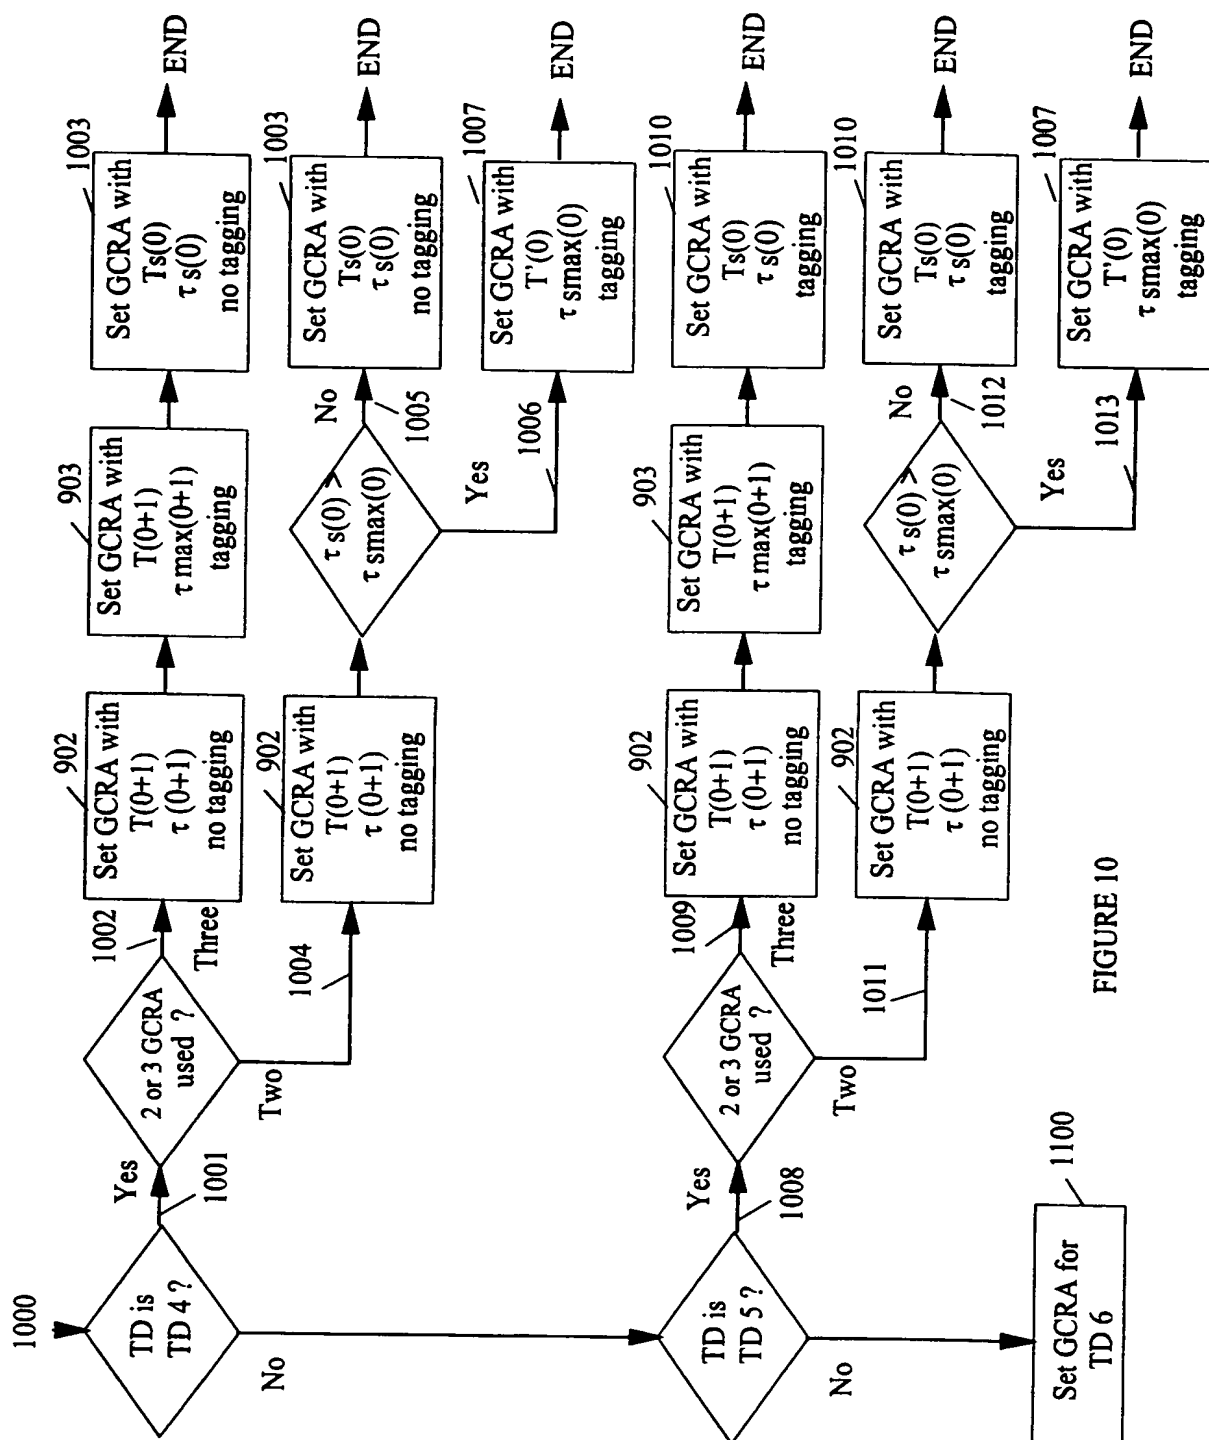 1000
TD is
TD 4 ?
Yes
1001
No
2 or 3 GCRA
used ?
1002
Three
Two
1004
902
Set GCRA with
T(0+1)
τ (0+1)
no tagging
903
Set GCRA with
T(0+1)
τ max(0+1)
tagging
1003
Set GCRA with
Ts(0)
τ s(0)
no tagging
END
902
Set GCRA with
T(0+1)
τ (0+1)
no tagging
τ s(0) >
τ smax(0)
No
1005
Yes
1006
1003
Set GCRA with
Ts(0)
τ s(0)
no tagging
END
1007
Set GCRA with
T'(0)
τ smax(0)
tagging
END
TD is
TD 5 ?
Yes
1008
No
2 or 3 GCRA
used ?
1009
Three
Two
1011
902
Set GCRA with
T(0+1)
τ (0+1)
no tagging
903
Set GCRA with
T(0+1)
τ max(0+1)
tagging
1010
Set GCRA with
Ts(0)
τ s(0)
tagging
END
902
Set GCRA with
T(0+1)
τ (0+1)
no tagging
τ s(0) >
τ smax(0)
No
1012
Yes
1013
1010
Set GCRA with
Ts(0)
τ s(0)
tagging
END
1007
Set GCRA with
T'(0)
τ smax(0)
tagging
END
1100
Set GCRA for
TD 6
FIGURE 10